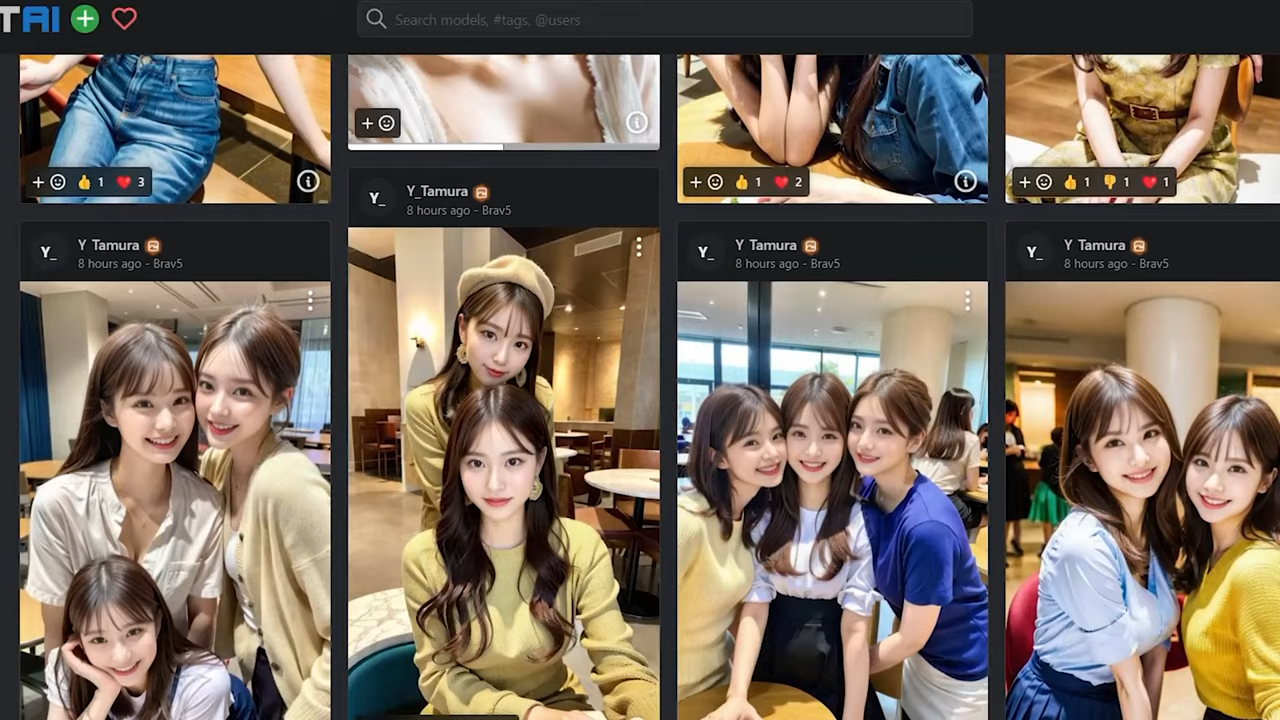 TAI
Search models, #tags, @users
1 3
1 2
1 1 1
Y_
Y_Tamura
8 hours ago - Brav5
Y_
Y Tamura
8 hours ago - Brav5
Y_
Y Tamura
8 hours ago - Brav5
Y_
Y Tamura
8 hours ago - Brav5